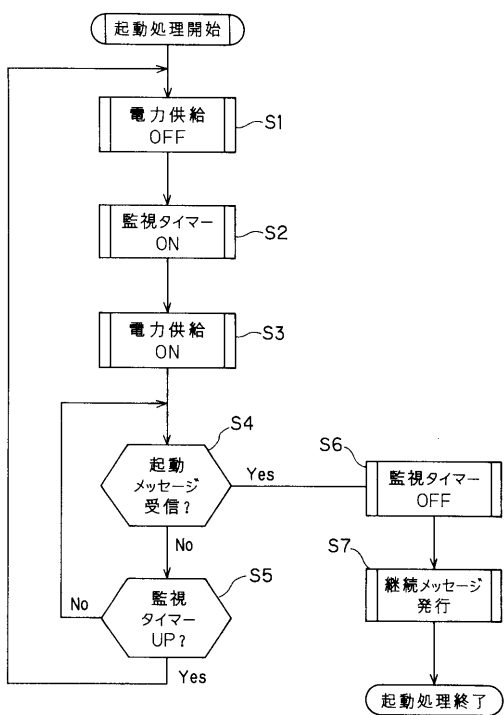 起動処理開始
電力供給
OFF
S1
監視タイマー
ON
S2
電力供給
ON
S3
S4
起動
メッセージ
受信?
Yes
No
S5
監視
タイマー
UP?
No
Yes
S6
監視タイマー
OFF
S7
継続メッセージ
発行
起動処理終了